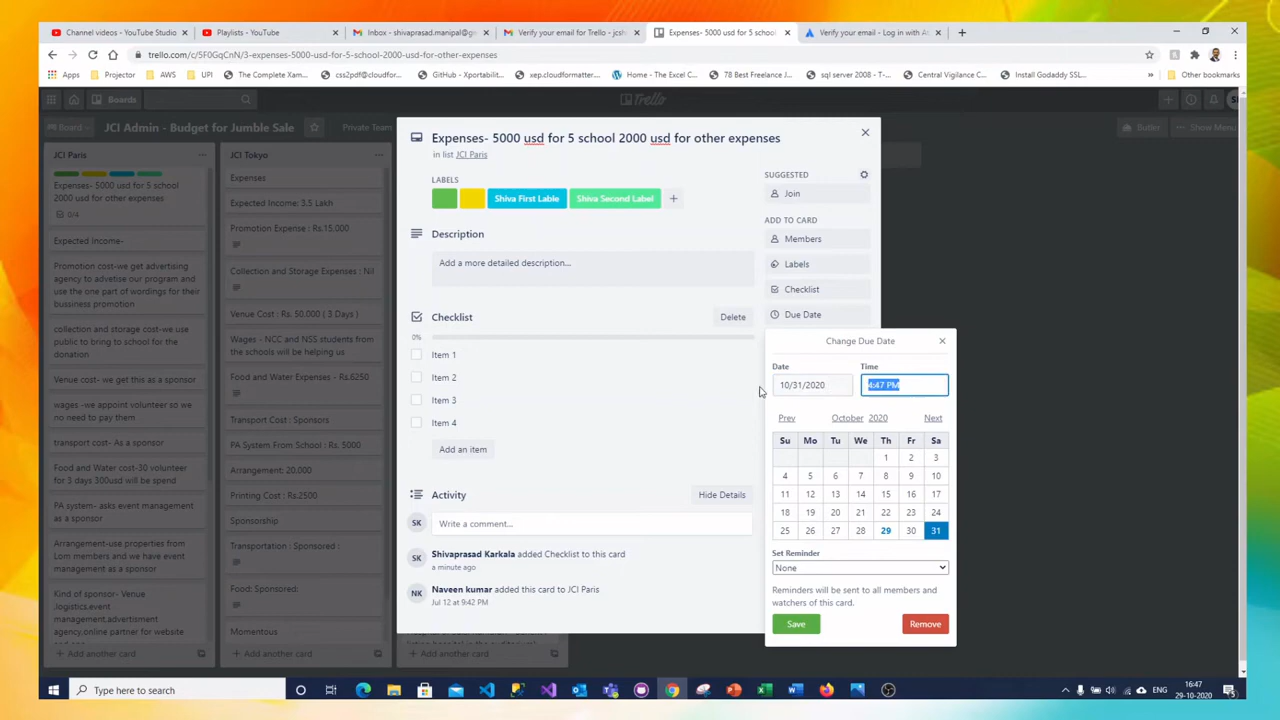 Channel videos - YouTube Studio
Playlists - YouTube
Inbox - shivaprasad.manipal@g
Verify your email for Trello - jcsh
Expenses- 5000 usd for 5 school
Verify your email - Log in with At
trello.com/c/5F0GqCnN/3-expenses-5000-usd-for-5-school-2000-usd-for-other-expenses
Apps
Projector
AWS
UPI
The Complete Xam...
css2pdf@cloudfor...
GitHub - Xportabilit...
xep.cloudformatter...
Home - The Excel C...
78 Best Freelance J...
sql server 2008 - T-...
Central Vigilance C...
Install Godaddy SSL...
»
Other bookmarks
Boards
Trello
Board
JCI Admin - Budget for Jumble Sale
Private Team
Butler
··· Show Menu
JCI Paris
Expenses- 5000 usd for 5 school
2000 usd for other expenses
0/4
Expected Income-
Promotion cost-we get advertising
agency to advetise our program and
use the one part of wordings for their
bussiness promotion
collection and storage cost-we use
public to bring to school for the
donation
Venue cost- we get this as a sponser
wages -we appoint volunteer so we
no need to pay them
transport cost- As a sponser
Food and Water cost-30 volunteer
for 3 days 300usd will be spend
PA system- asks event management
as a sponsor
Arrangement-use properties from
Lom members and we have event
management as a sponsor
Kind of sponsor- Venue
.logistics.event
management,advertisment
agency,online partner for website
+ Add another card
JCI Tokyo
Expenses
Expected Income: 3.5 Lakh
Promotion Expense : Rs.15,000
Collection and Storage Expenses : Nil
Venue Cost : Rs. 50,000 ( 3 Days )
Wages - NCC and NSS students from
the schools will be helping us
Food and Water Expenses - Rs.6250
Transport Cost : Sponsors
PA System From School : Rs. 5000
Arrangement: 20,000
Printing Cost : Rs.2500
Sponsorship
Transportation : Sponsored :
Food: Sponsored:
Momentous
+ Add another card
+ Add another card
Expenses- 5000 usd for 5 school 2000 usd for other expenses
in list JCI Paris
LABELS
Shiva First Lable
Shiva Second Label
Description
Add a more detailed description...
Checklist
Delete
0%
Item 1
Item 2
Item 3
Item 4
Add an item
Activity
Hide Details
SK
Write a comment...
SK
Shivaprasad Karkala added Checklist to this card
a minute ago
NK
Naveen kumar added this card to JCI Paris
Jul 12 at 9:42 PM
SUGGESTED
Join
ADD TO CARD
Members
Labels
Checklist
Due Date
Change Due Date
Date
Time
10/31/2020
4:47 PM
Prev
October 2020
Next
Su Mo Tu We Th Fr Sa
1 2 3
4 5 6 7 8 9 10
11 12 13 14 15 16 17
18 19 20 21 22 23 24
25 26 27 28 29 30 31
Set Reminder
None
Reminders will be sent to all members and
watchers of this card.
Save
Remove
Type here to search
ENG
16:47
29-10-2020